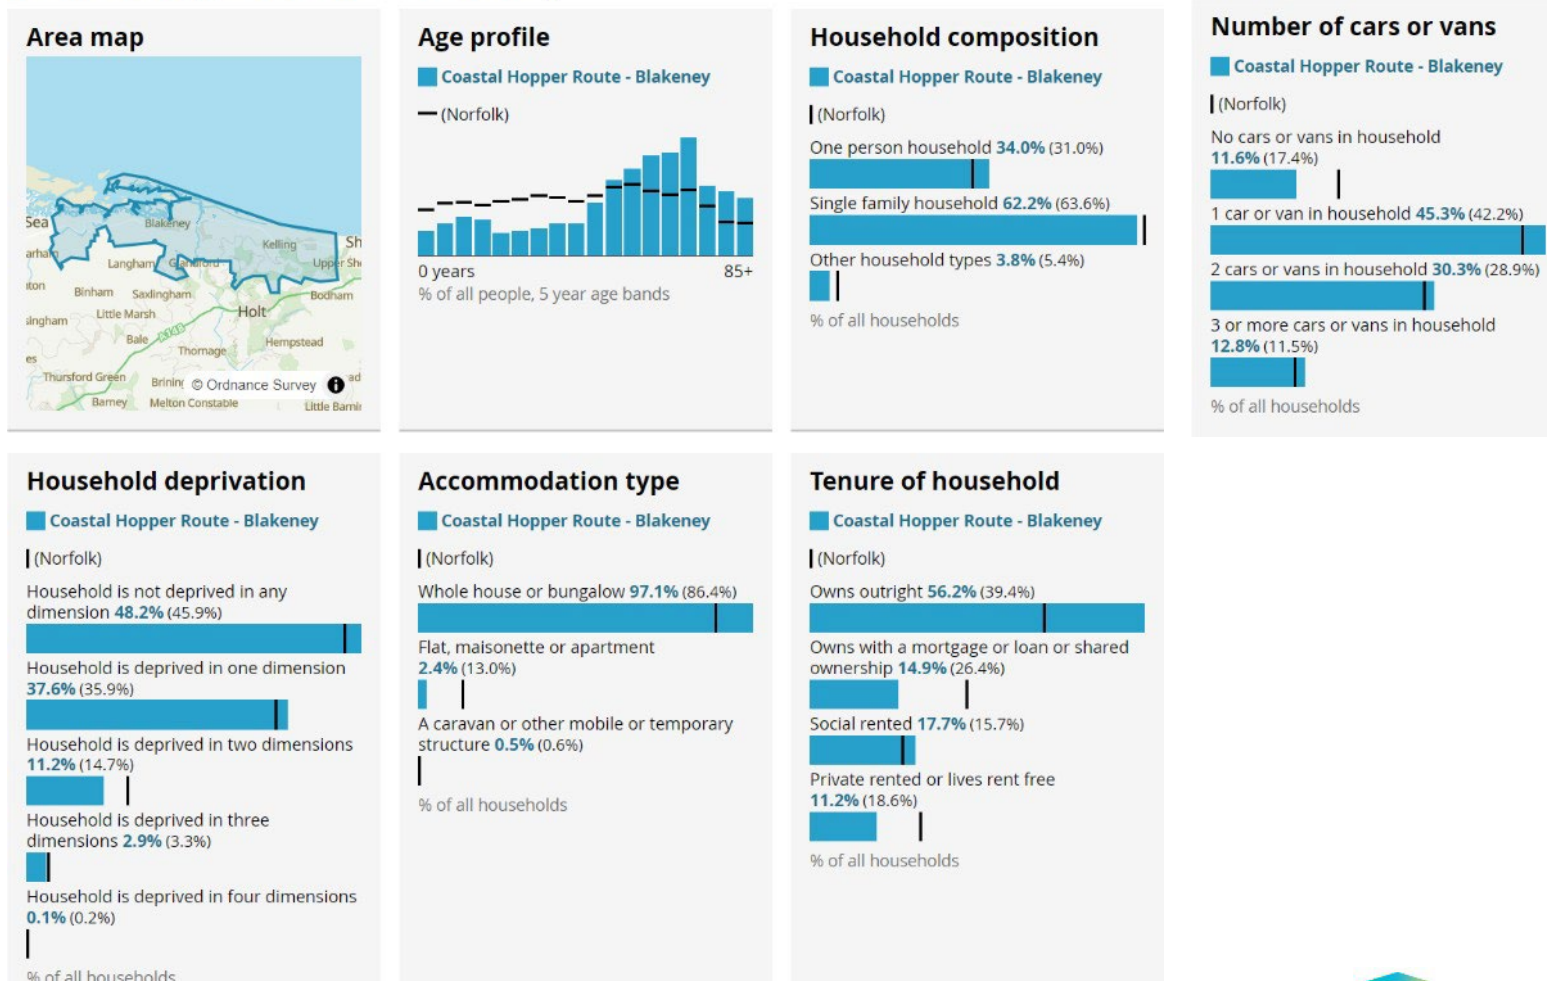 Area map
Sea
Blakeney
Kelling
Sh
Langham
Glandford
Upper She
Binham
Saxlingham
Bodham
Little Marsh
Holt
Bale
A148
Hempstead
Thornage
Thursford Green
© Ordnance Survey
Barney
Melton Constable
Age profile
Coastal Hopper Route - Blakeney
(Norfolk)
0 years
85+
% of all people, 5 year age bands
Household composition
Coastal Hopper Route - Blakeney
(Norfolk)
One person household 34.0% (31.0%)
Single family household 62.2% (63.6%)
Other household types 3.8% (5.4%)
% of all households
Number of cars or vans
Coastal Hopper Route - Blakeney
(Norfolk)
No cars or vans in household
11.6% (17.4%)
1 car or van in household 45.3% (42.2%)
2 cars or vans in household 30.3% (28.9%)
3 or more cars or vans in household
12.8% (11.5%)
% of all households
Household deprivation
Coastal Hopper Route - Blakeney
(Norfolk)
Household is not deprived in any
dimension 48.2% (45.9%)
Household is deprived in one dimension
37.6% (35.9%)
Household is deprived in two dimensions
11.2% (14.7%)
Household is deprived in three
dimensions 2.9% (3.3%)
Household is deprived in four dimensions
0.1% (0.2%)
% of all households
Accommodation type
Coastal Hopper Route - Blakeney
(Norfolk)
Whole house or bungalow 97.1% (86.4%)
Flat, maisonette or apartment
2.4% (13.0%)
A caravan or other mobile or temporary
structure 0.5% (0.6%)
% of all households
Tenure of household
Coastal Hopper Route - Blakeney
(Norfolk)
Owns outright 56.2% (39.4%)
Owns with a mortgage or loan or shared
ownership 14.9% (26.4%)
Social rented 17.7% (15.7%)
Private rented or lives rent free
11.2% (18.6%)
% of all households